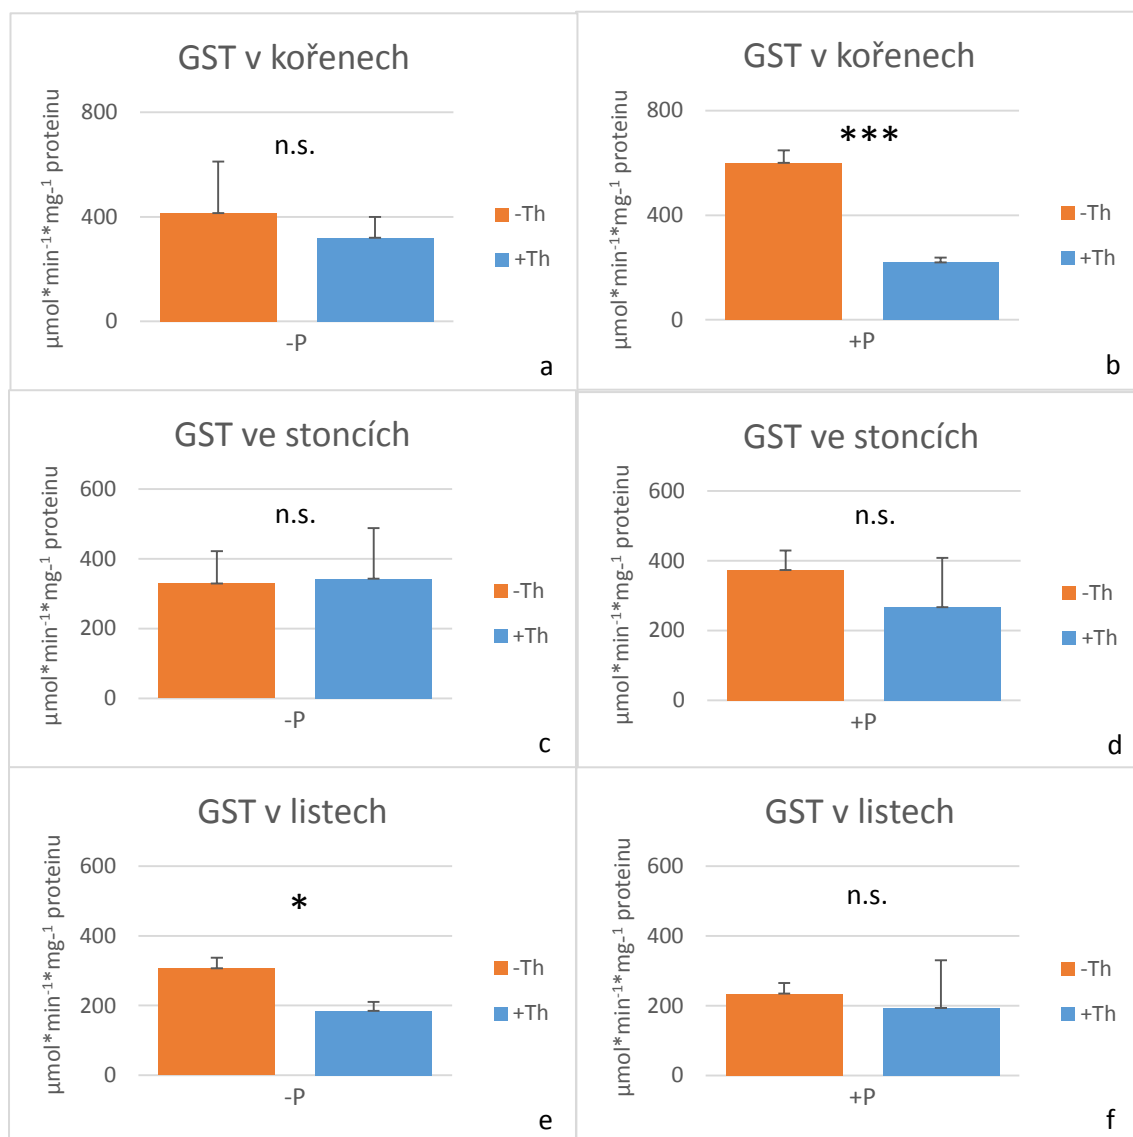 GST v kořenech
µmol*min⁻¹*mg-¹ proteinu
800
400
0
n.s.
-Th
+Th
-P
a
GST v kořenech
µmol*min⁻¹*mg-¹ proteinu
800
400
0
***
-Th
+Th
+P
b
GST ve stoncích
µmol*min⁻¹*mg-¹ proteinu
600
400
200
0
n.s.
-Th
+Th
-P
c
GST ve stoncích
µmol*min⁻¹*mg-¹ proteinu
600
400
200
0
n.s.
-Th
+Th
+P
d
GST v listech
µmol*min⁻¹*mg-¹ proteinu
600
400
200
0
*
-Th
+Th
-P
e
GST v listech
µmol*min⁻¹*mg-¹ proteinu
600
400
200
0
n.s.
-Th
+Th
+P
f